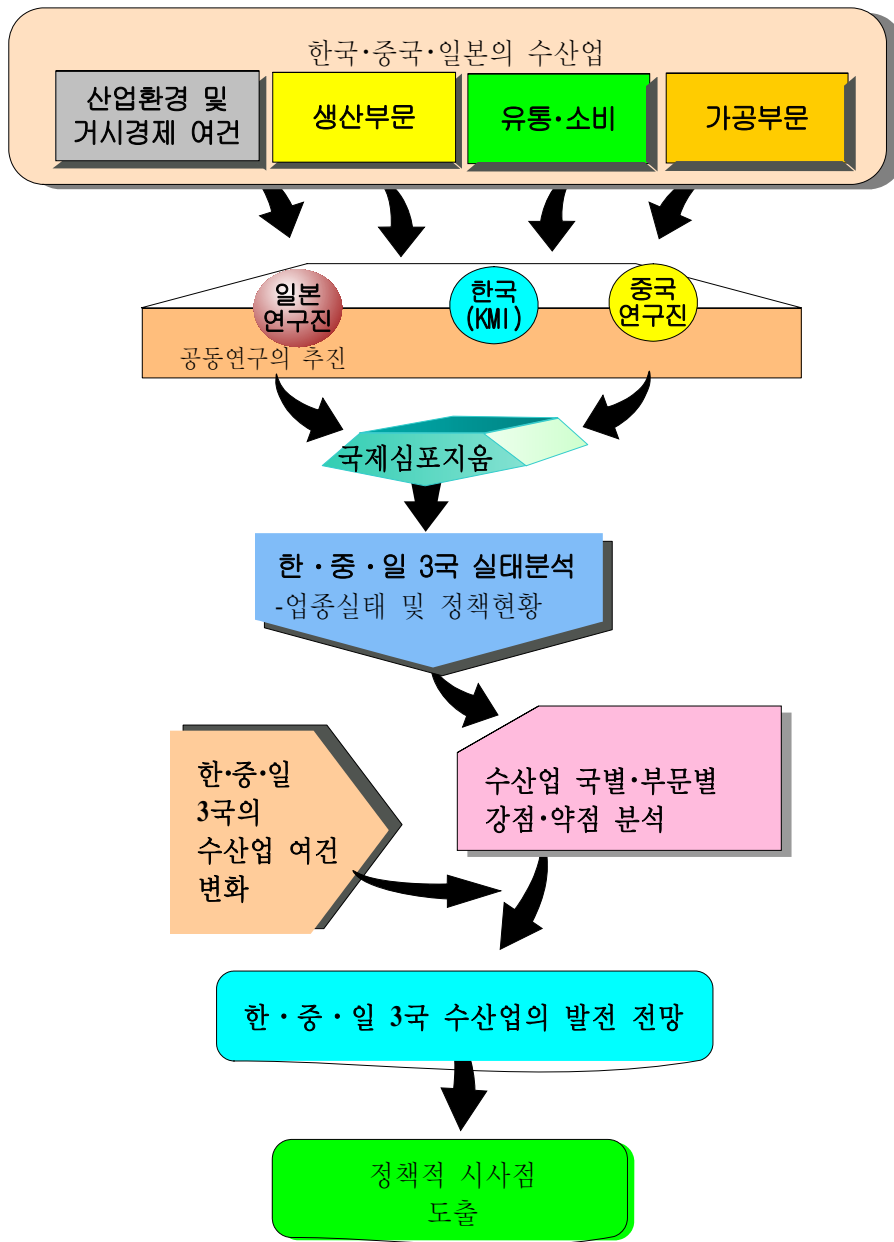 한국·중국·일본의 수산업
산업환경 및
거시경제 여건
생산부문
유통·소비
가공부문
일본
연구진
한국
(KMI)
중국
연구진
공동연구의 추진
국제심포지움
한 · 중 · 일 3국 실태분석
-업종실태 및 정책현황
한·중·일
3국의
수산업 여건
변화
수산업 국별·부문별
강점·약점 분석
한 · 중 · 일 3국 수산업의 발전 전망
정책적 시사점
도출